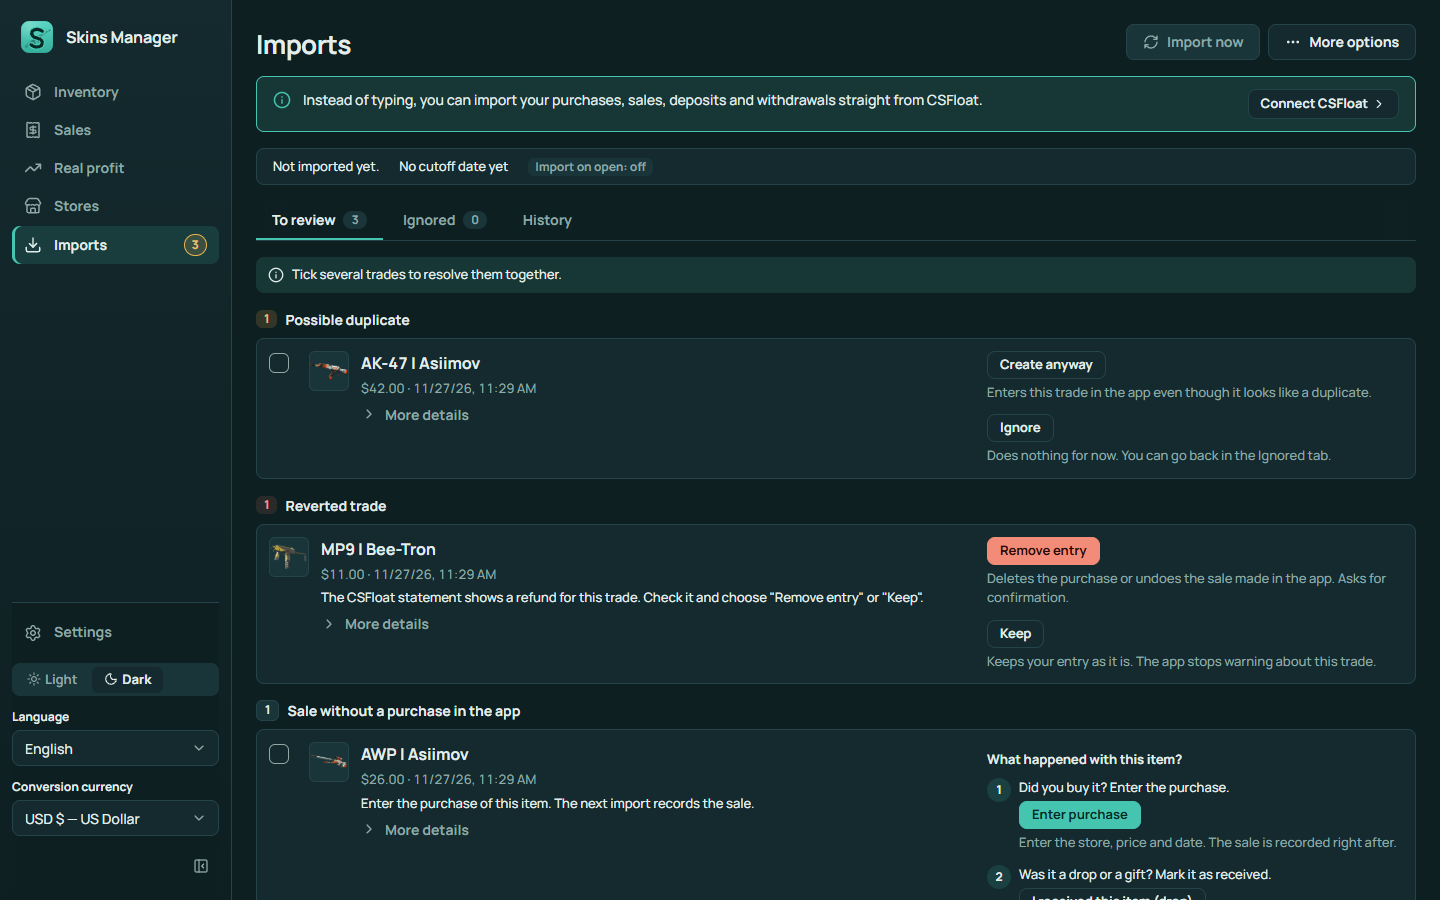 Skins Manager
Inventory
Sales
Real profit
Stores
Imports 3
Settings
Light Dark
Language
English
Conversion currency
USD $ — US Dollar
Imports
Import now
More options
Instead of typing, you can import your purchases, sales, deposits and withdrawals straight from CSFloat.
Connect CSFloat
Not imported yet. No cutoff date yet Import on open: off
To review 3 Ignored 0 History
Tick several trades to resolve them together.
1 Possible duplicate
AK-47 | Asiimov
$42.00 · 11/27/26, 11:29 AM
More details
Create anyway
Enters this trade in the app even though it looks like a duplicate.
Ignore
Does nothing for now. You can go back in the Ignored tab.
1 Reverted trade
MP9 | Bee-Tron
$11.00 · 11/27/26, 11:29 AM
The CSFloat statement shows a refund for this trade. Check it and choose "Remove entry" or "Keep".
More details
Remove entry
Deletes the purchase or undoes the sale made in the app. Asks for
confirmation.
Keep
Keeps your entry as it is. The app stops warning about this trade.
1 Sale without a purchase in the app
AWP | Asiimov
$26.00 · 11/27/26, 11:29 AM
Enter the purchase of this item. The next import records the sale.
More details
What happened with this item?
1 Did you buy it? Enter the purchase.
Enter purchase
Enter the store, price and date. The sale is recorded right after.
2 Was it a drop or a gift? Mark it as received.
I received this item (drop)